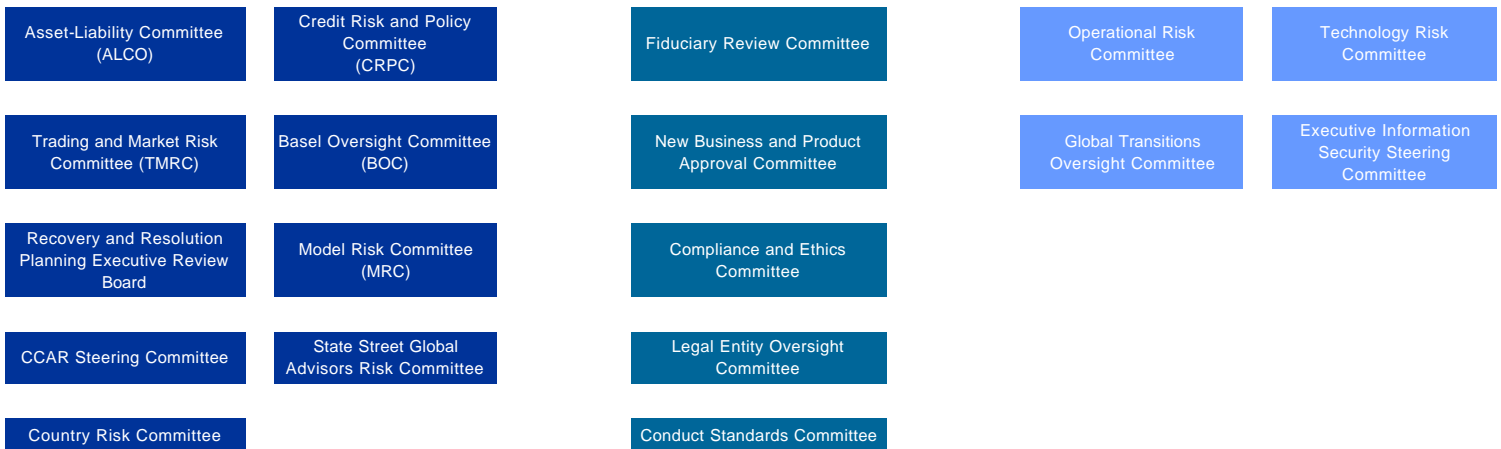 Asset-Liability Committee
(ALCO)
Credit Risk and Policy
Committee
(CRPC)
Fiduciary Review Committee
Operational Risk
Committee
Technology Risk
Committee
Trading and Market Risk
Committee (TMRC)
Basel Oversight Committee
(BOC)
New Business and Product
Approval Committee
Global Transitions
Oversight Committee
Executive Information
Security Steering
Committee
Recovery and Resolution
Planning Executive Review
Board
Model Risk Committee
(MRC)
Compliance and Ethics
Committee
CCAR Steering Committee
State Street Global
Advisors Risk Committee
Legal Entity Oversight
Committee
Country Risk Committee
Conduct Standards Committee